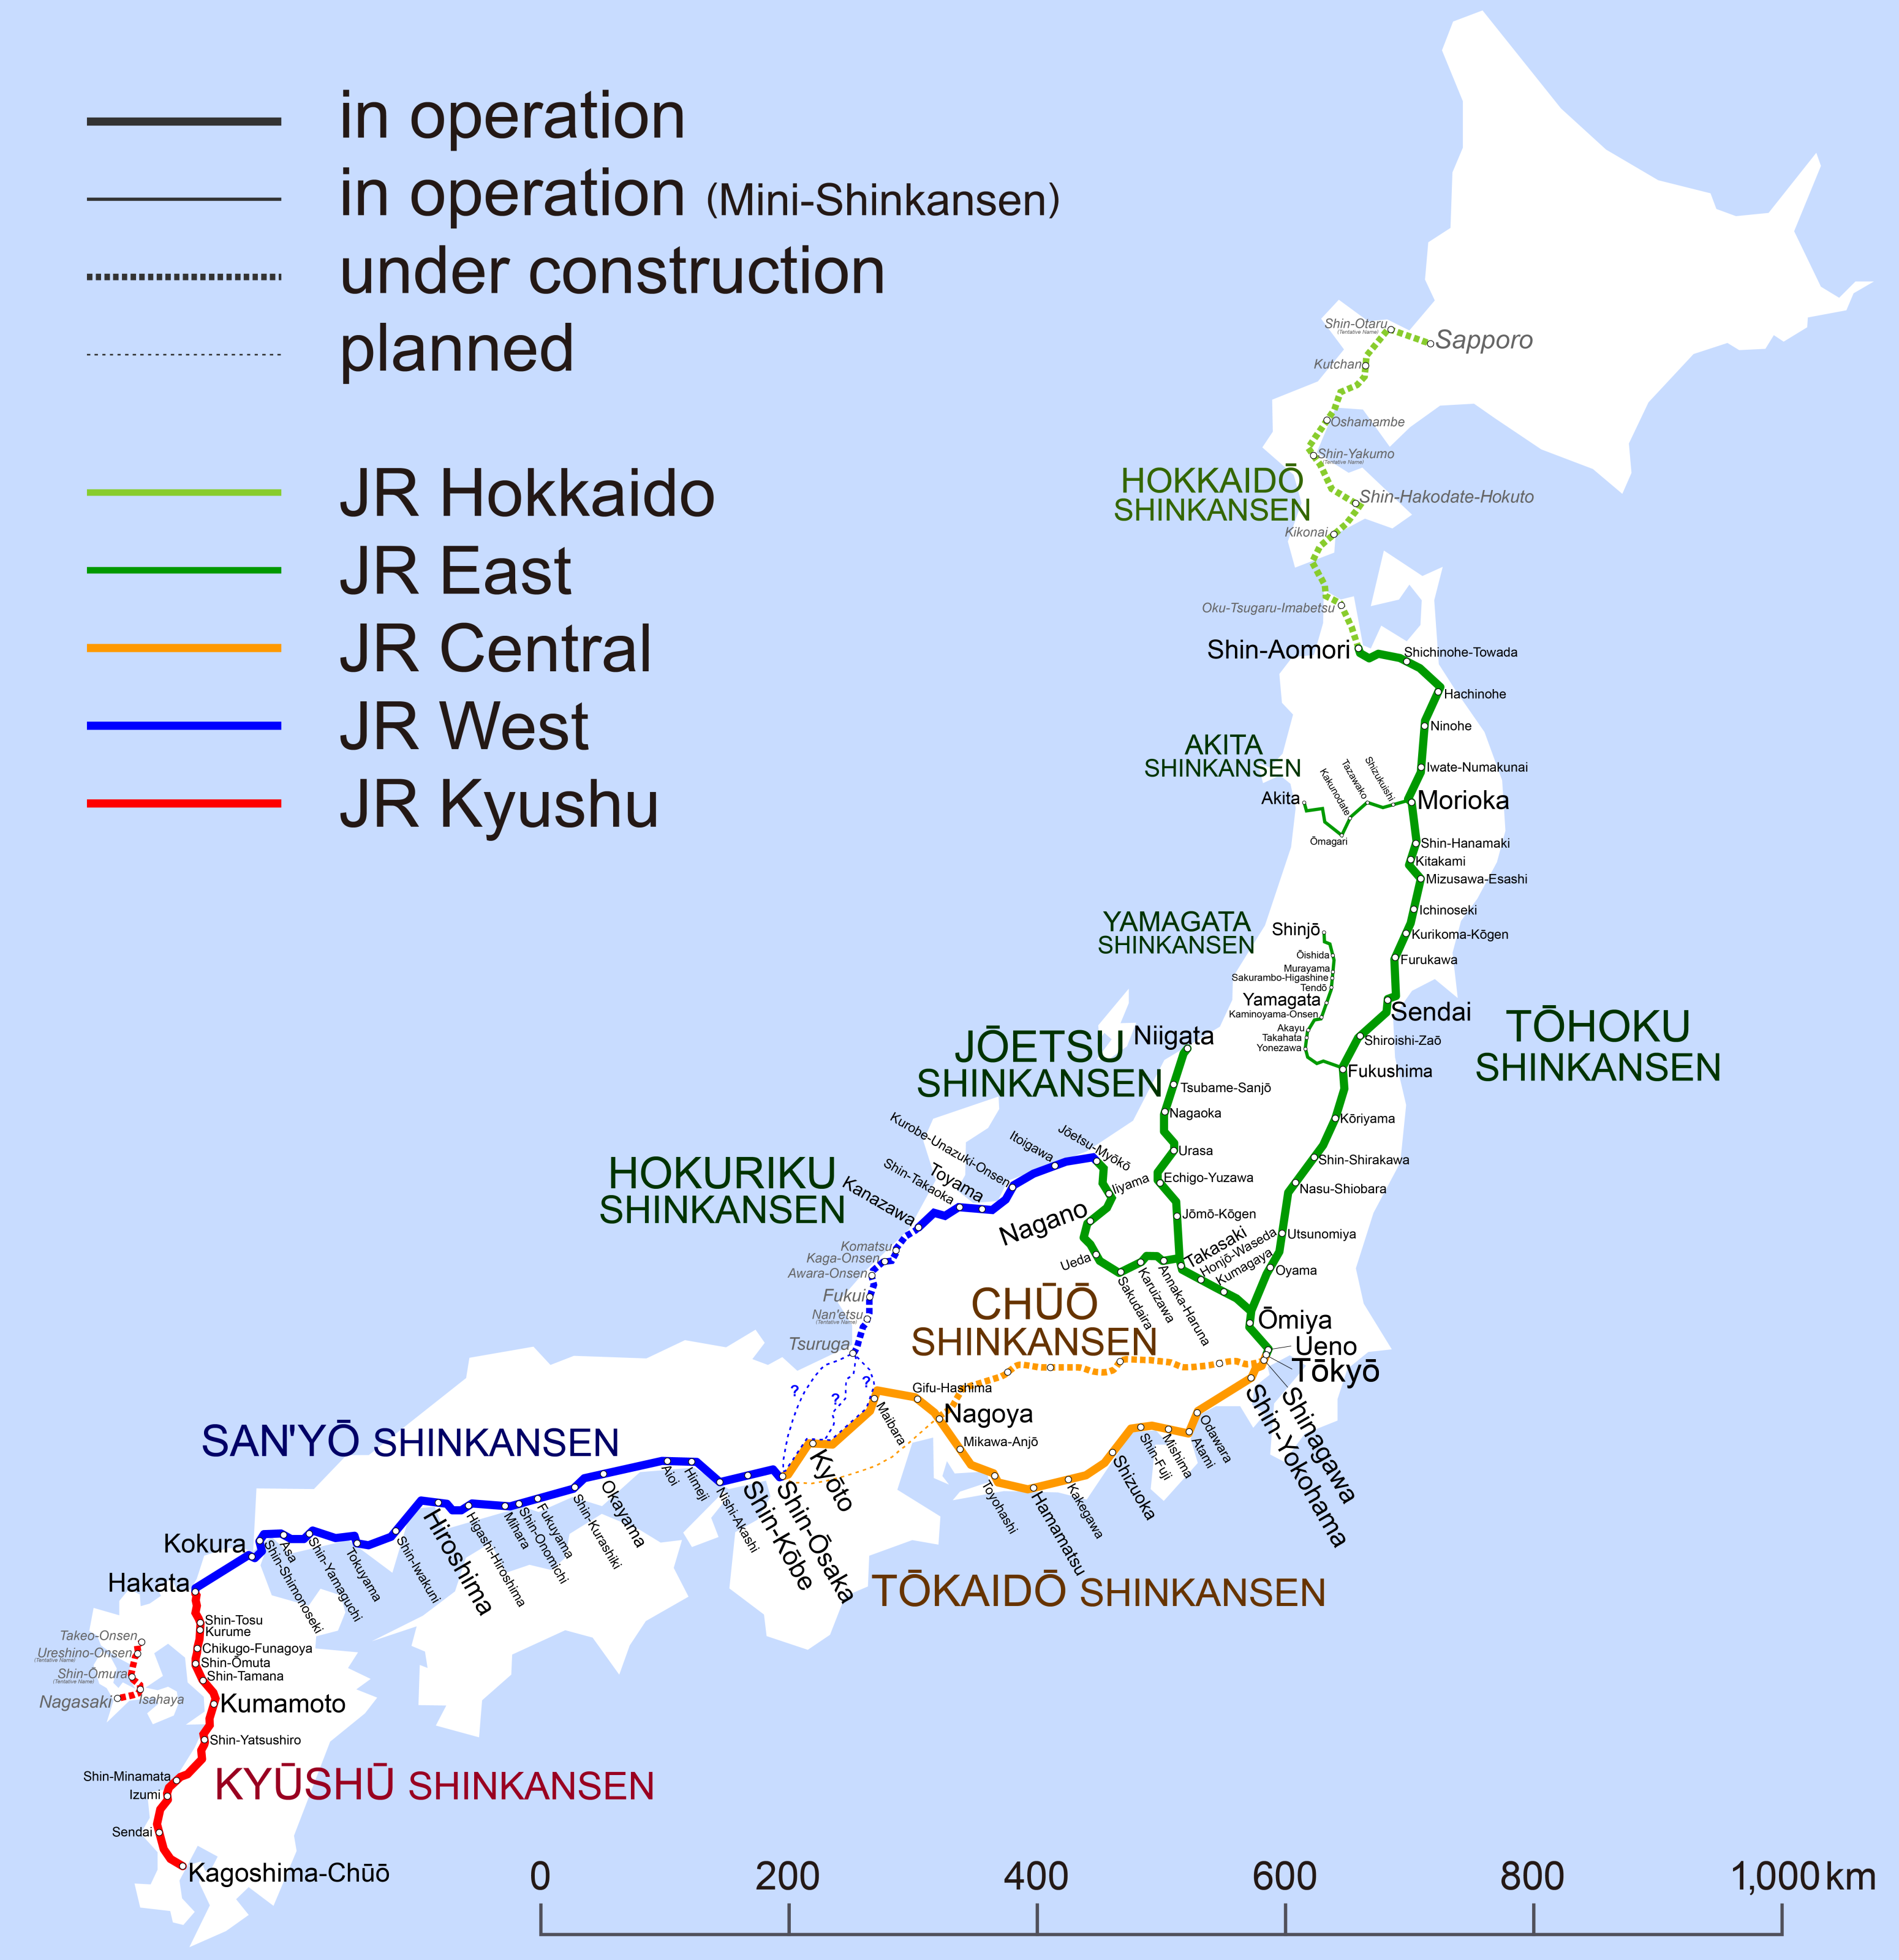 in operation
in operation (Mini-Shinkansen)
under construction
planned
JR Hokkaido
JR East
JR Central
JR West
JR Kyushu
Shin-Otaru
(Tentative Name)
Sapporo
Kutchan
Oshamambe
Shin-Yakumo
(Tentative Name)
HOKKAIDŌ
SHINKANSEN
Shin-Hakodate-Hokuto
Kikonai
Oku-Tsugaru-Imabetsu
Shin-Aomori
Shichinohe-Towada
Hachinohe
Ninohe
AKITA
SHINKANSEN
Iwate-Numakunai
Akita
Kakunodate
Tazawako
Shizukuishi
Morioka
Ōmagari
Shin-Hanamaki
Kitakami
Mizusawa-Esashi
Ichinoseki
YAMAGATA
SHINKANSEN
Shinjō
Kurikoma-Kōgen
Ōishida
Furukawa
Murayama
Sakurambo-Higashine
Tendō
Yamagata
Sendai
Kaminoyama-Onsen
Akayu
Takahata
Yonezawa
Shiroishi-Zaō
TŌHOKU
SHINKANSEN
JŌETSU
SHINKANSEN
Niigata
Fukushima
Tsubame-Sanjō
Nagaoka
Kōriyama
Urasa
Shin-Shirakawa
Echigo-Yuzawa
Nasu-Shiobara
Jōmō-Kōgen
Utsunomiya
Takasaki
Honjō-Waseda
Kumagaya
Oyama
HOKURIKU
SHINKANSEN
Kurobe-Unazuki-Onsen
Itoigawa
Jōetsu-Myōkō
Shin-Takaoka
Toyama
Kanazawa
Iiyama
Nagano
Ueda
Sakudaira
Karuizawa
Annaka-Haruna
Komatsu
Kaga-Onsen
Awara-Onsen
Fukui
Nan'etsu
(Tentative Name)
Tsuruga
CHŪŌ
SHINKANSEN
Ōmiya
Ueno
Tōkyō
Shinagawa
Shin-Yokohama
?
?
?
Gifu-Hashima
Maibara
Nagoya
Mikawa-Anjō
Odawara
Atami
Mishima
Shin-Fuji
Shizuoka
Kakegawa
Hamamatsu
Toyohashi
SAN'YŌ SHINKANSEN
Kyōto
Shin-Ōsaka
Shin-Kōbe
Nishi-Akashi
Himeji
Aioi
Okayama
Shin-Kurashiki
Fukuyama
Shin-Onomichi
Mihara
Higashi-Hiroshima
Hiroshima
Shin-Iwakuni
Tokuyama
Shin-Yamaguchi
Asa
Shin-Shimonoseki
Kokura
Hakata
TŌKAIDŌ SHINKANSEN
Shin-Tosu
Kurume
Takeo-Onsen
Chikugo-Funagoya
Ureshino-Onsen
(Tentative Name)
Shin-Ōmuta
Shin-Ōmura
(Tentative Name)
Shin-Tamana
Nagasaki
Isahaya
Kumamoto
Shin-Yatsushiro
Shin-Minamata
KYŪSHŪ SHINKANSEN
Izumi
Sendai
Kagoshima-Chūō
0 200 400 600 800 1,000 km